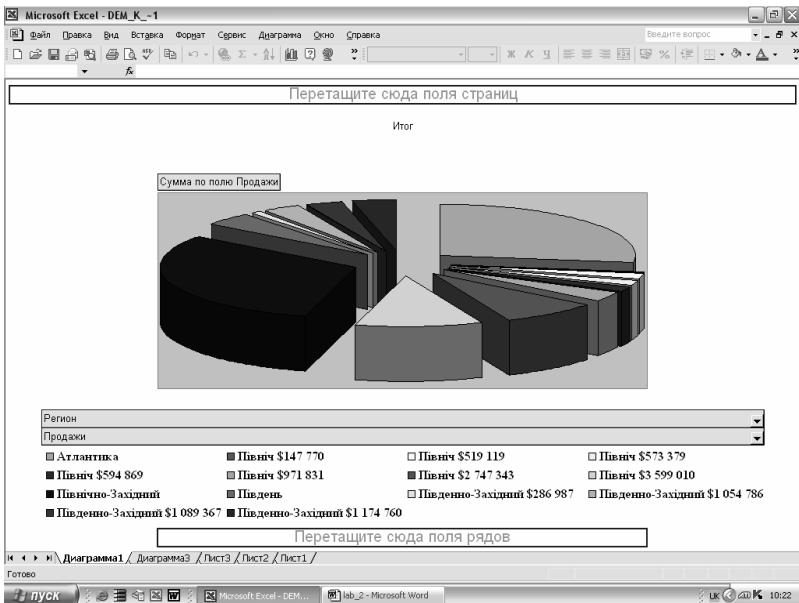 Microsoft Excel - DEM_K_~1
Файл Правка Вид Вставка Формат Сервис Диаграмма Окно Справка Введите вопрос
Ж К Ч
fx
Перетащите сюда поля страниц
Итог
Сумма по полю Продажи
Регион
Продажи
Атлантика Північ $147 770 Північ $519 119 Північ $573 379
Північ $594 869 Північ $971 831 Північ $2 747 343 Північ $3 599 010
Північно-Західний Південь Південно-Західний $286 987 Південно-Західний $1 054 786
Південно-Західний $1 089 367 Південно-Західний $1 174 760
Перетащите сюда поля рядов
Диаграмма1 / Диаграмма3 / Лист3 / Лист2 / Лист1 /
Готово
пуск Microsoft Excel - DEM... lab_2 - Microsoft Word UK 10:22